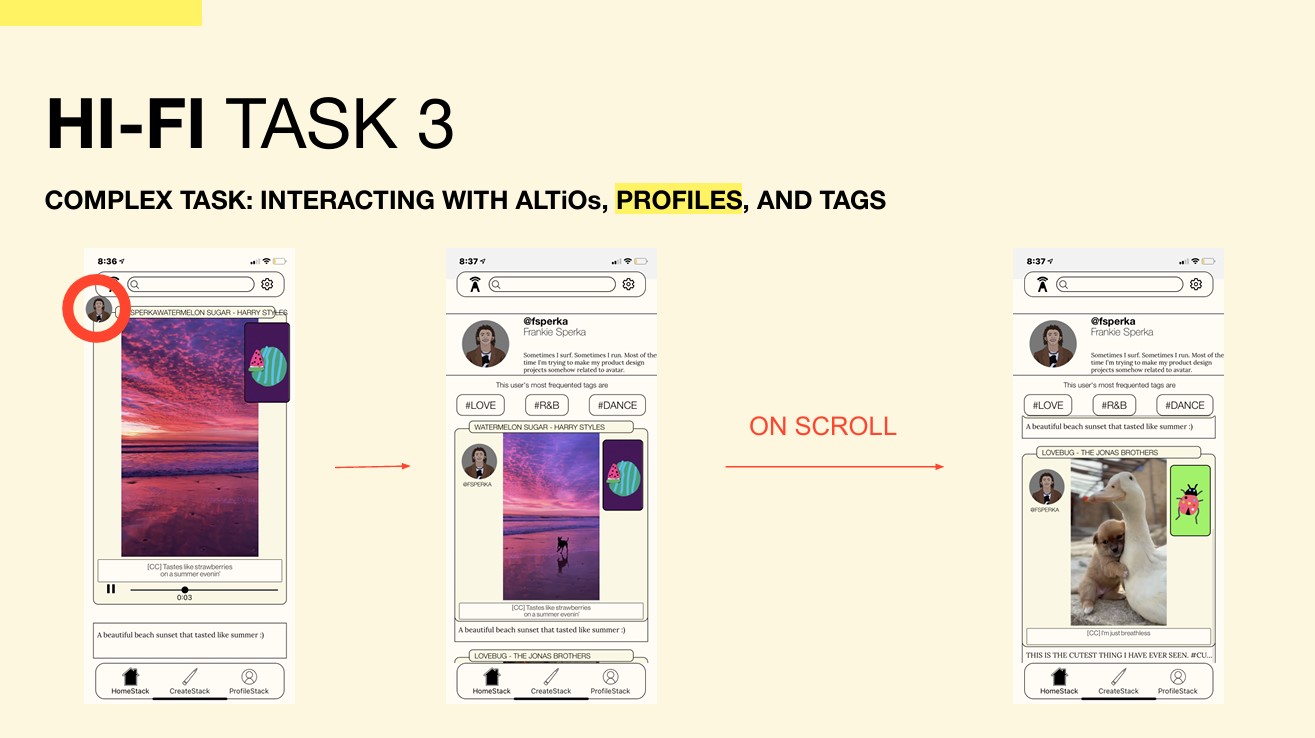 HI-FI TASK 3
COMPLEX TASK: INTERACTING WITH ALTiOs, PROFILES, AND TAGS
8:36
SPERKAWATERMELON SUGAR - HARRY STYLES
[CC] Tastes like strawberries
on a summer evenin'
0:03
A beautiful beach sunset that tasted like summer :)
HomeStack CreateStack ProfileStack
8:37
@fsperka
Frankie Sperka
Sometimes I surf. Sometimes I run. Most of the
time I'm trying to make my product design
projects somehow related to avatar.
This user's most frequented tags are
#LOVE #R&B #DANCE
WATERMELON SUGAR - HARRY STYLES
@FSPERKA
[CC] Tastes like strawberries
on a summer evenin'
A beautiful beach sunset that tasted like summer :)
LOVEBUG - THE JONAS BROTHERS
HomeStack CreateStack ProfileStack
ON SCROLL
8:37
@fsperka
Frankie Sperka
Sometimes I surf. Sometimes I run. Most of the
time I'm trying to make my product design
projects somehow related to avatar.
This user's most frequented tags are
#LOVE #R&B #DANCE
A beautiful beach sunset that tasted like summer :)
LOVEBUG - THE JONAS BROTHERS
@FSPERKA
[CC] I'm just breathless
THIS IS THE CUTEST THING I HAVE EVER SEEN. #CU...
HomeStack CreateStack ProfileStack